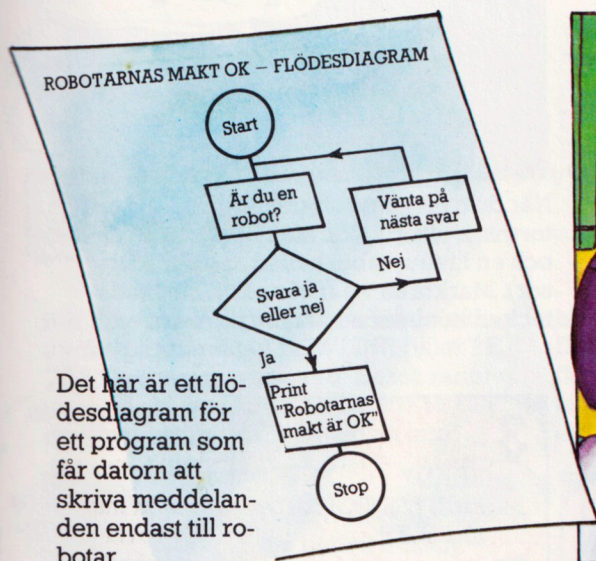 ROBOTARNAS MAKT OK – FLÖDESDIAGRAM
Start
Är du en
robot?
Vänta på
nästa svar
Nej
Svara ja
eller nej
Ja
Print
"Robotarnas
makt är OK"
Stop
Det här är ett flö-
desdiagram för
ett program som
får datorn att
skriva meddelan-
den endast till ro-
botar